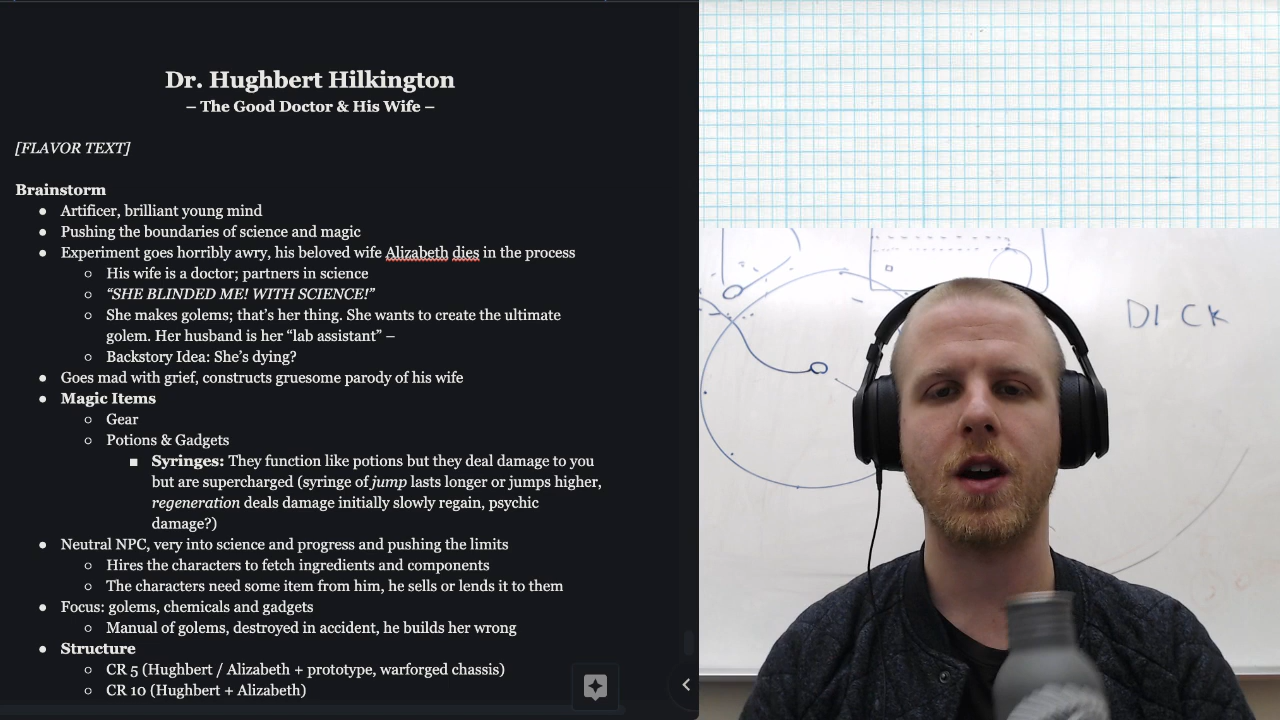 Dr. Hughbert Hilkington
– The Good Doctor & His Wife –
[FLAVOR TEXT]
Brainstorm
● Artificer, brilliant young mind
● Pushing the boundaries of science and magic
● Experiment goes horribly awry, his beloved wife Alizabeth dies in the process
○ His wife is a doctor; partners in science
○ “SHE BLINDED ME! WITH SCIENCE!”
○ She makes golems; that’s her thing. She wants to create the ultimate
golem. Her husband is her “lab assistant” –
○ Backstory Idea: She’s dying?
● Goes mad with grief, constructs gruesome parody of his wife
● Magic Items
○ Gear
○ Potions & Gadgets
■ Syringes: They function like potions but they deal damage to you
but are supercharged (syringe of jump lasts longer or jumps higher,
regeneration deals damage initially slowly regain, psychic
damage?)
● Neutral NPC, very into science and progress and pushing the limits
○ Hires the characters to fetch ingredients and components
○ The characters need some item from him, he sells or lends it to them
● Focus: golems, chemicals and gadgets
○ Manual of golems, destroyed in accident, he builds her wrong
● Structure
○ CR 5 (Hughbert / Alizabeth + prototype, warforged chassis)
○ CR 10 (Hughbert + Alizabeth)
DICK